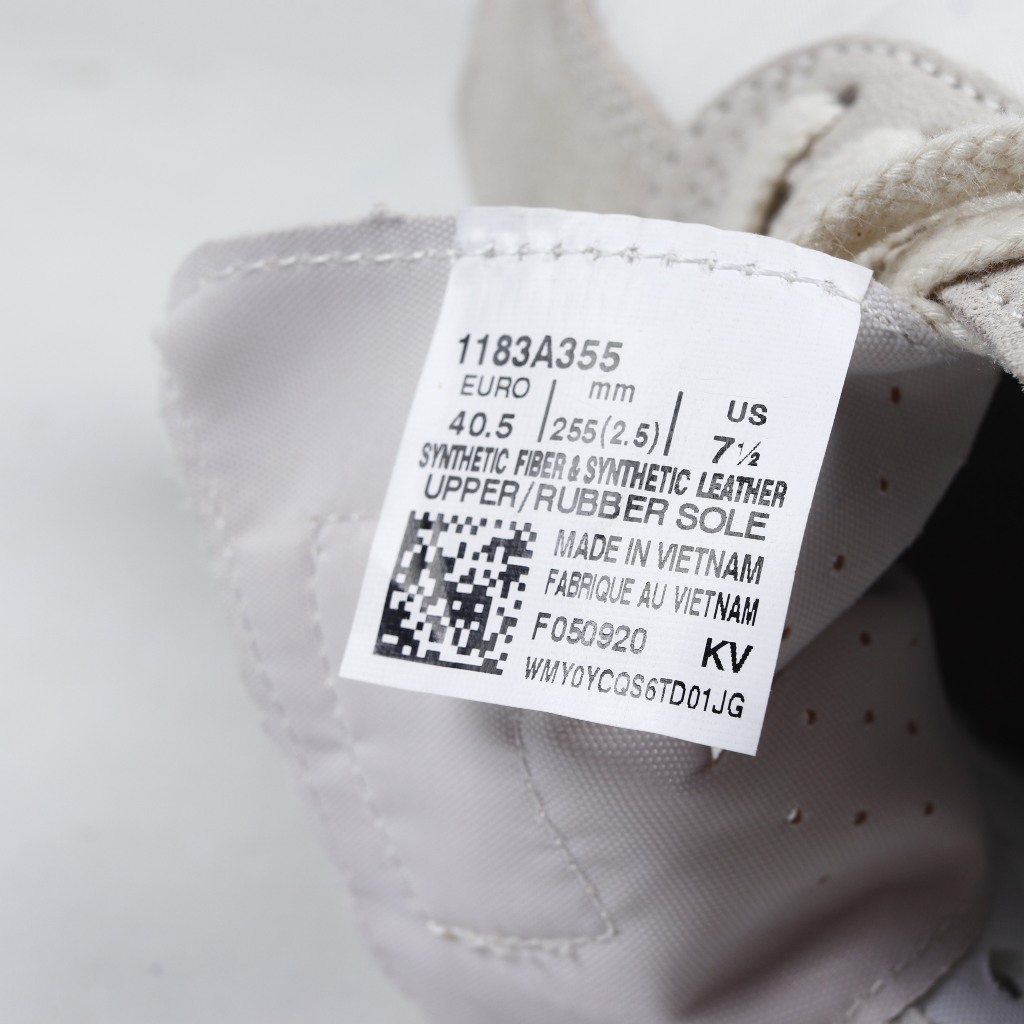 1183A355
EURO | mm | US
40.5 | 255(2.5) | 7½
SYNTHETIC FIBER & SYNTHETIC LEATHER
UPPER/RUBBER SOLE
MADE IN VIETNAM
FABRIQUE AU VIETNAM
F050920 KV
WMY0YCQS6TD01JG